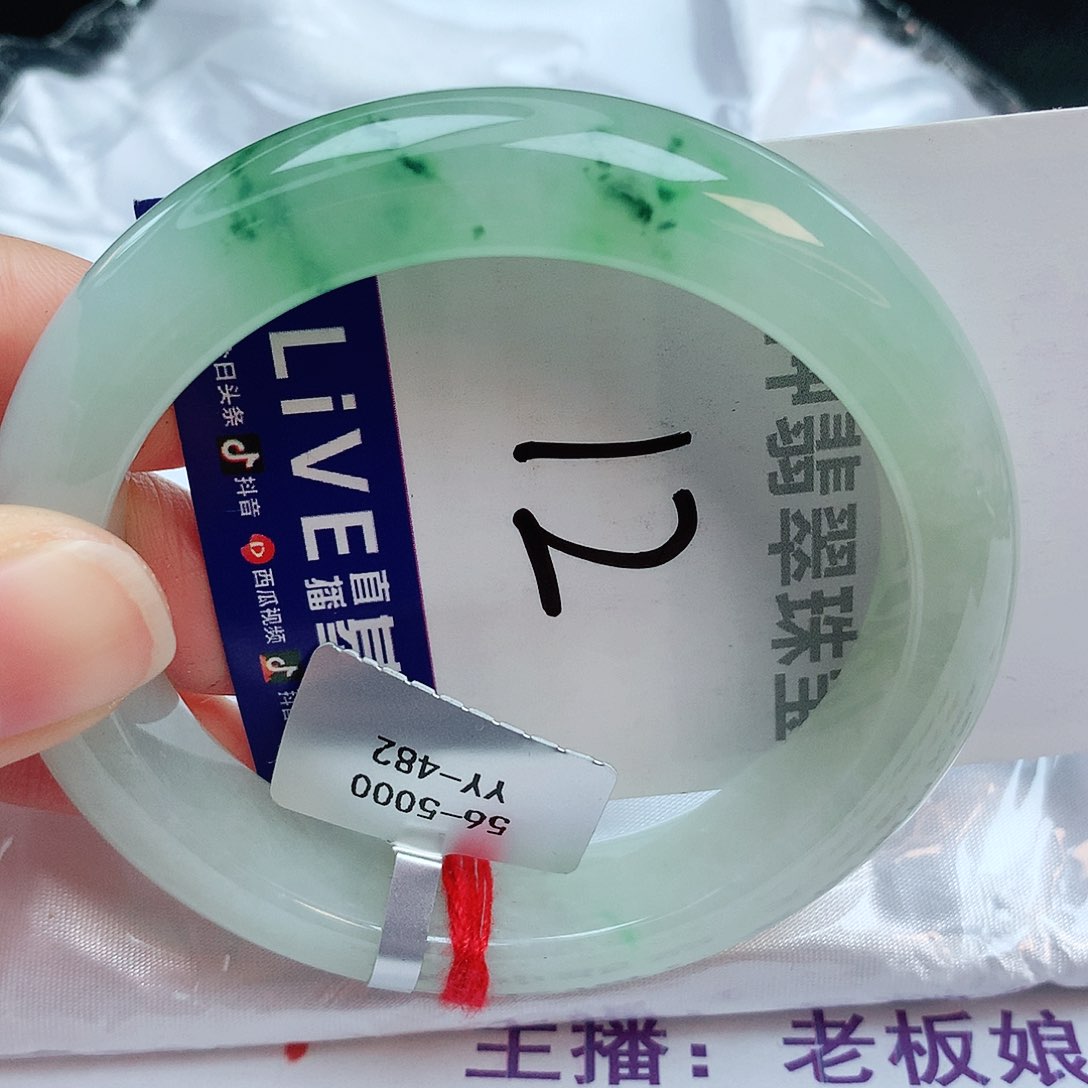 LiVE
直播
今日头条
抖音
西瓜视频
12
翡翠珠宝
56-5000
YY-482
主播：老板娘